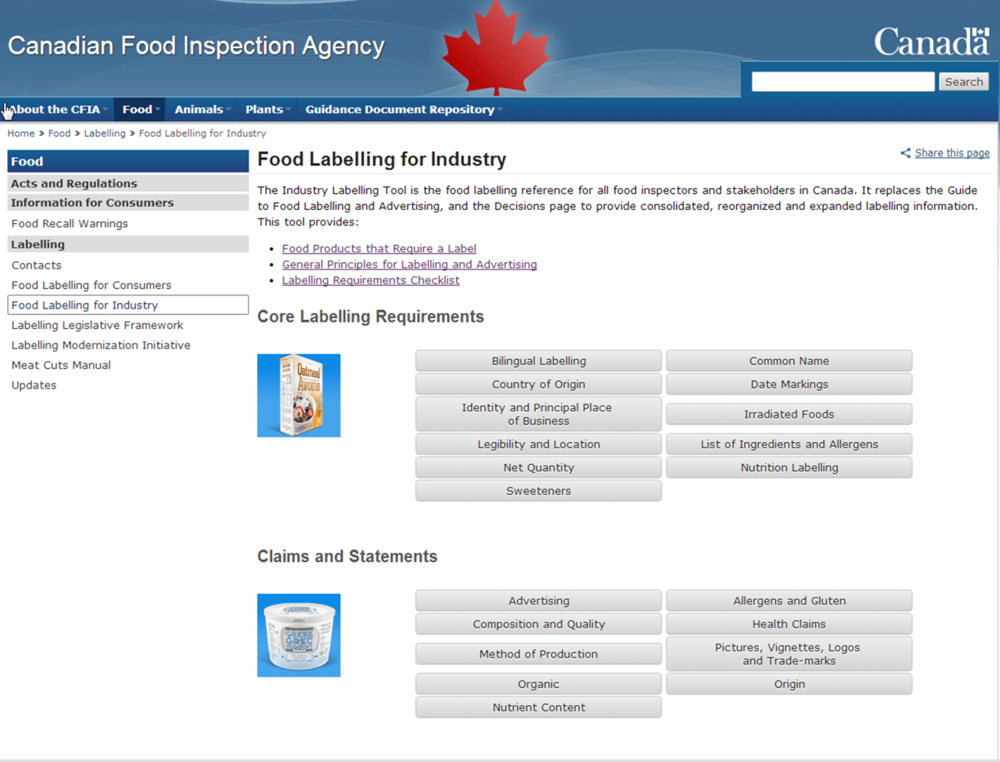 Canadian Food Inspection Agency
Canada
Search
About the CFIA Food Animals Plants Guidance Document Repository
Home > Food > Labelling > Food Labelling for Industry
Share this page
Food
Acts and Regulations
Information for Consumers
Food Recall Warnings
Labelling
Contacts
Food Labelling for Consumers
Food Labelling for Industry
Labelling Legislative Framework
Labelling Modernization Initiative
Meat Cuts Manual
Updates
Food Labelling for Industry
The Industry Labelling Tool is the food labelling reference for all food inspectors and stakeholders in Canada. It replaces the Guide
to Food Labelling and Advertising, and the Decisions page to provide consolidated, reorganized and expanded labelling information.
This tool provides:
• Food Products that Require a Label
• General Principles for Labelling and Advertising
• Labelling Requirements Checklist
Core Labelling Requirements
Oatmeal
Avoine
Bilingual Labelling Common Name
Country of Origin Date Markings
Identity and Principal Place
of Business
Irradiated Foods
Legibility and Location List of Ingredients and Allergens
Net Quantity Nutrition Labelling
Sweeteners
Claims and Statements
GREEK
GREC
Advertising Allergens and Gluten
Composition and Quality Health Claims
Method of Production
Pictures, Vignettes, Logos
and Trade-marks
Organic Origin
Nutrient Content